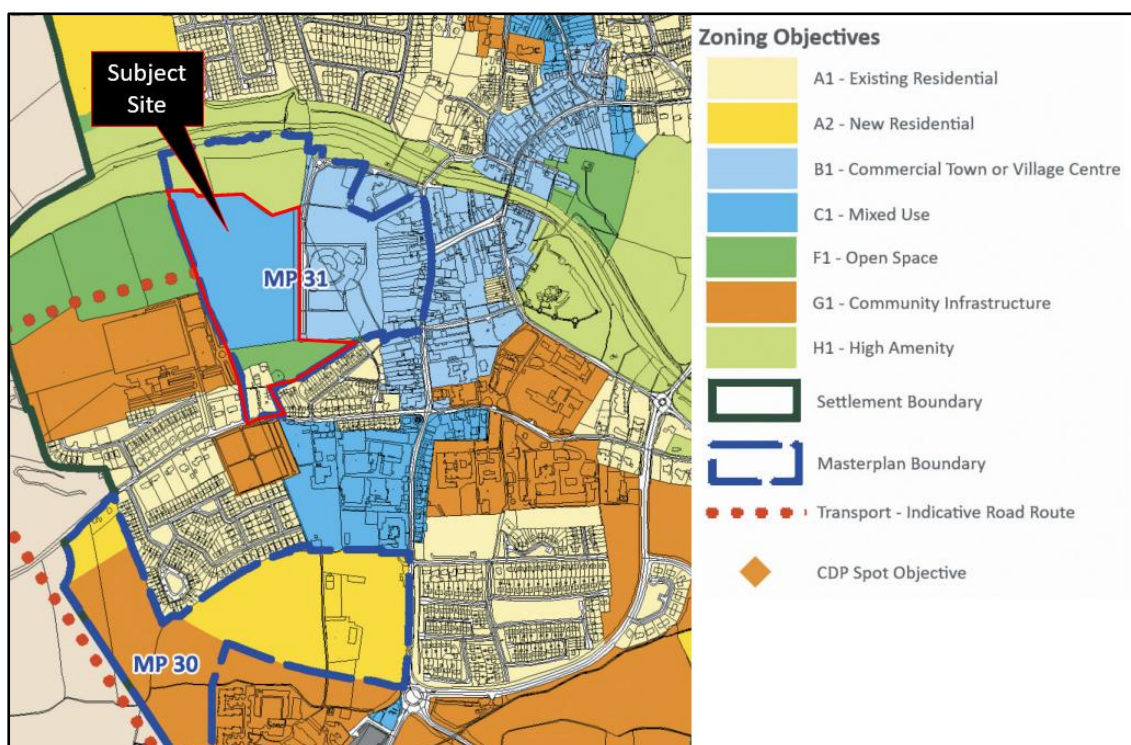 Subject
Site
MP 31
MP 30
Zoning Objectives
A1 - Existing Residential
A2 - New Residential
B1 - Commercial Town or Village Centre
C1 - Mixed Use
F1 - Open Space
G1 - Community Infrastructure
H1 - High Amenity
Settlement Boundary
Masterplan Boundary
Transport - Indicative Road Route
CDP Spot Objective